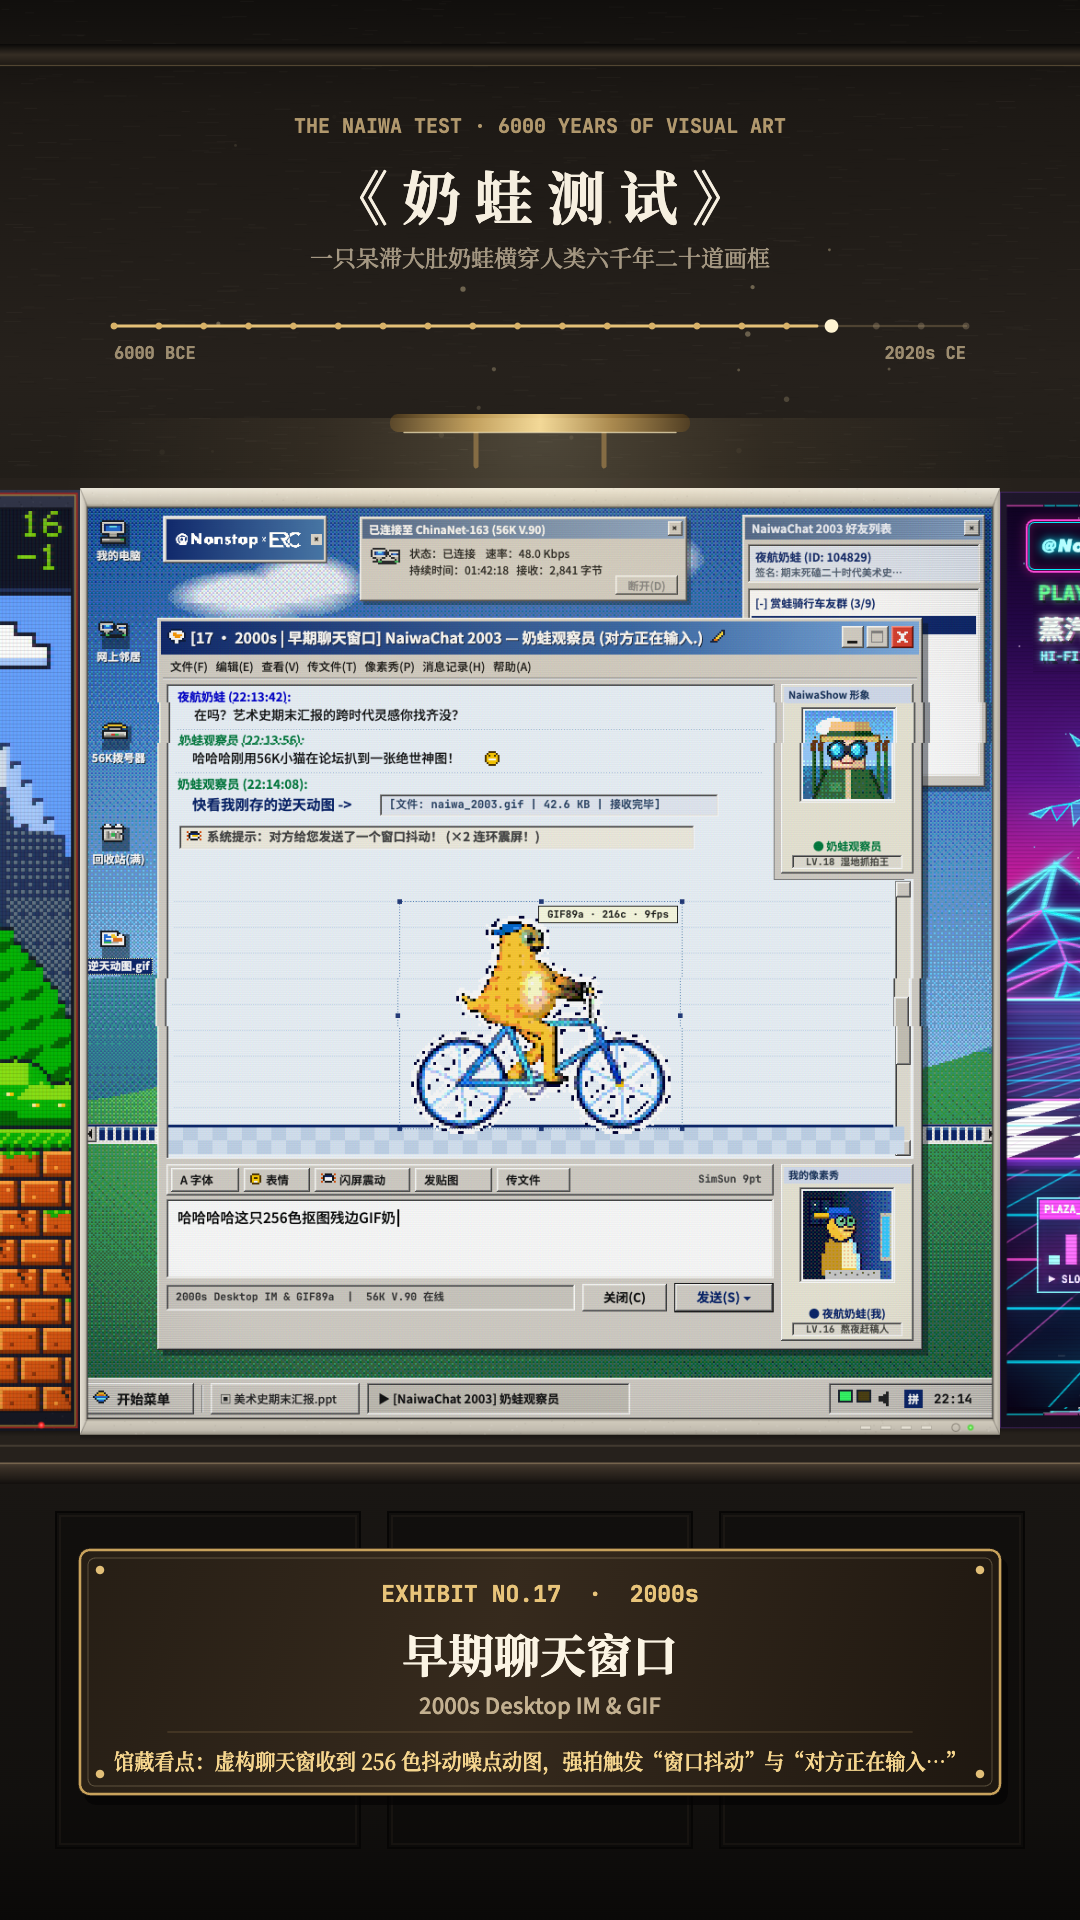 THE NAIWA TEST · 6000 YEARS OF VISUAL ART
《奶蛙测试》
一只呆滞大肚奶蛙横穿人类六千年二十道画框
6000 BCE
2020s CE
16
-1
我的电脑
网上邻居
56K拨号器
回收站(满)
逆天动图.gif
@Nonstop × ERC
已连接至 ChinaNet-163 (56K V.90)
状态：已连接 速率：48.0 Kbps
持续时间：01:42:18 接收：2,841 字节
断开(D)
NaiwaChat 2003 好友列表
夜航奶蛙 (ID: 104829)
签名: 期末死磕二十时代美术史…
[-] 赏蛙骑行车友群 (3/9)
[17 · 2000s | 早期聊天窗口] NaiwaChat 2003 — 奶蛙观察员 (对方正在输入.)
文件(F) 编辑(E) 查看(V) 传文件(T) 像素秀(P) 消息记录(H) 帮助(A)
夜航奶蛙 (22:13:42):
在吗？艺术史期末汇报的跨时代灵感你找齐没？
奶蛙观察员 (22:13:56):
哈哈哈刚用56K小猫在论坛扒到一张绝世神图！
奶蛙观察员 (22:14:08):
快看我刚存的逆天动图 ->
[文件: naiwa_2003.gif | 42.6 KB | 接收完毕]
系统提示：对方给您发送了一个窗口抖动！(×2 连环震屏！)
NaiwaShow 形象
奶蛙观察员
LV.18 湿地抓拍王
GIF89a · 216c · 9fps
A 字体
表情
闪屏震动
发贴图
传文件
SimSun 9pt
哈哈哈哈这只256色抠图残边GIF奶
2000s Desktop IM & GIF89a | 56K V.90 在线
关闭(C)
发送(S)
我的像素秀
夜航奶蛙(我)
LV.16 熬夜赶稿人
开始菜单
美术史期末汇报.ppt
[NaiwaChat 2003] 奶蛙观察员
拼
22:14
@No
PLAY
蒸汽
HI-FI
PLAZA_
SLO
EXHIBIT NO.17 · 2000s
早期聊天窗口
2000s Desktop IM & GIF
馆藏看点：虚构聊天窗收到 256 色抖动噪点动图，强拍触发“窗口抖动”与“对方正在输入…”